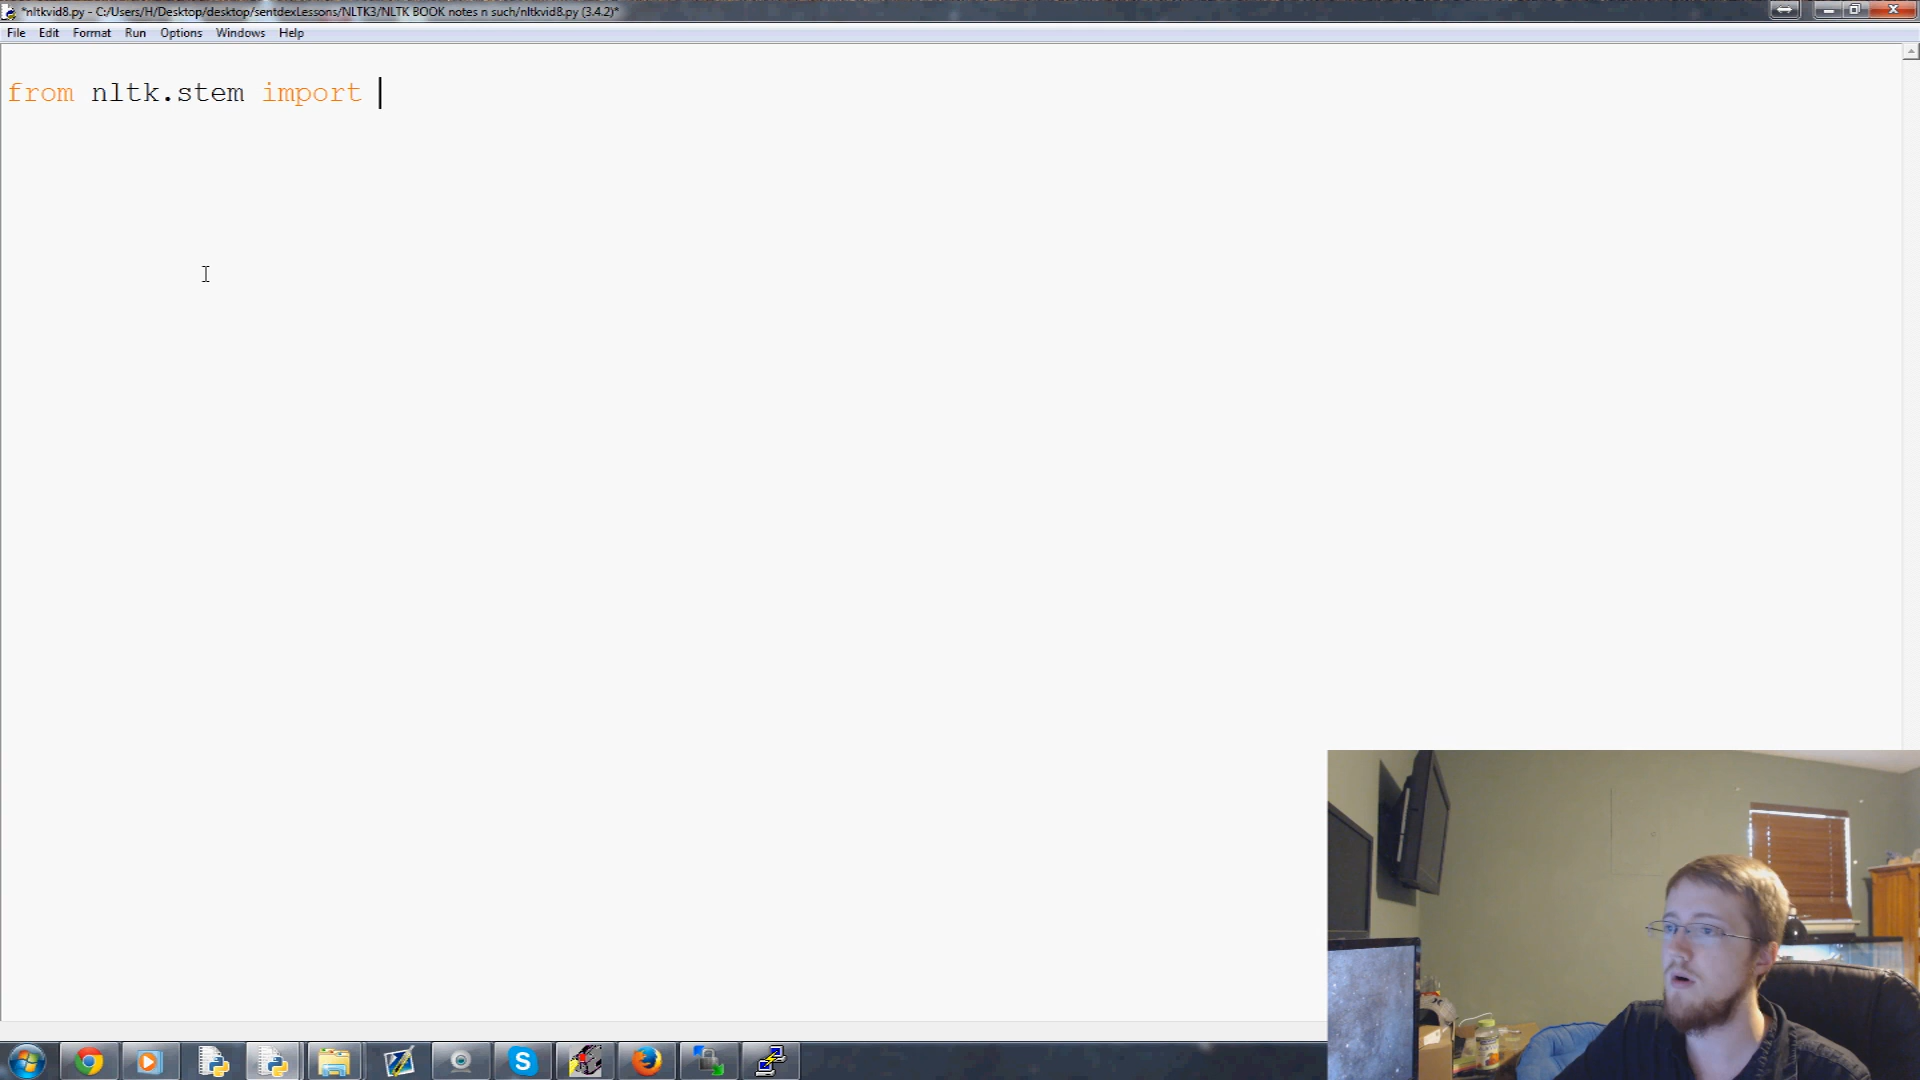 *nltkvid8.py - C:/Users/H/Desktop/desktop/sentdexLessons/NLTK3/NLTK BOOK notes n such/nltkvid8.py (3.4.2)*
File Edit Format Run Options Windows Help
from nltk.stem import